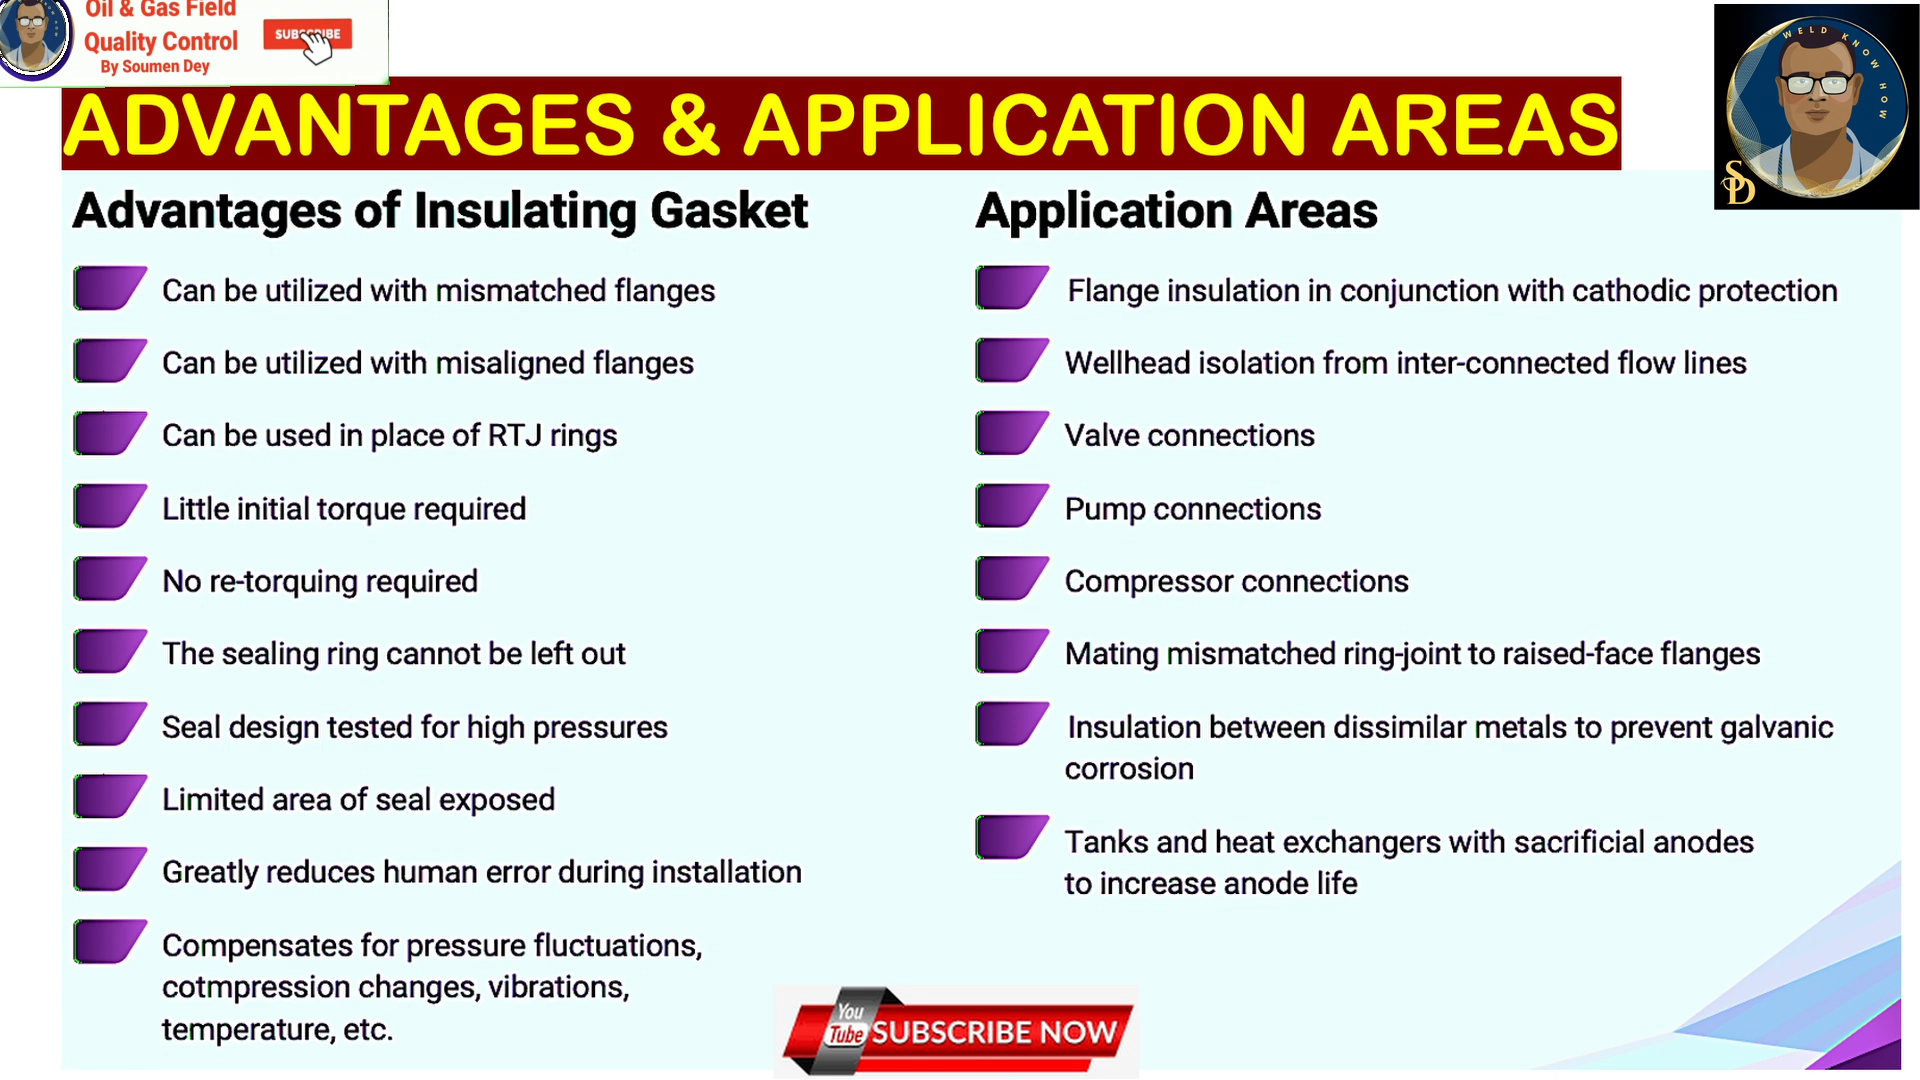 Oil & Gas Field
Quality Control
By Soumen Dey
SUBSCRIBE
WELD KNOW HOW
SD
ADVANTAGES & APPLICATION AREAS
Advantages of Insulating Gasket
Can be utilized with mismatched flanges
Can be utilized with misaligned flanges
Can be used in place of RTJ rings
Little initial torque required
No re-torquing required
The sealing ring cannot be left out
Seal design tested for high pressures
Limited area of seal exposed
Greatly reduces human error during installation
Compensates for pressure fluctuations,
cotmpression changes, vibrations,
temperature, etc.
Application Areas
Flange insulation in conjunction with cathodic protection
Wellhead isolation from inter-connected flow lines
Valve connections
Pump connections
Compressor connections
Mating mismatched ring-joint to raised-face flanges
Insulation between dissimilar metals to prevent galvanic
corrosion
Tanks and heat exchangers with sacrificial anodes
to increase anode life
You
Tube SUBSCRIBE NOW